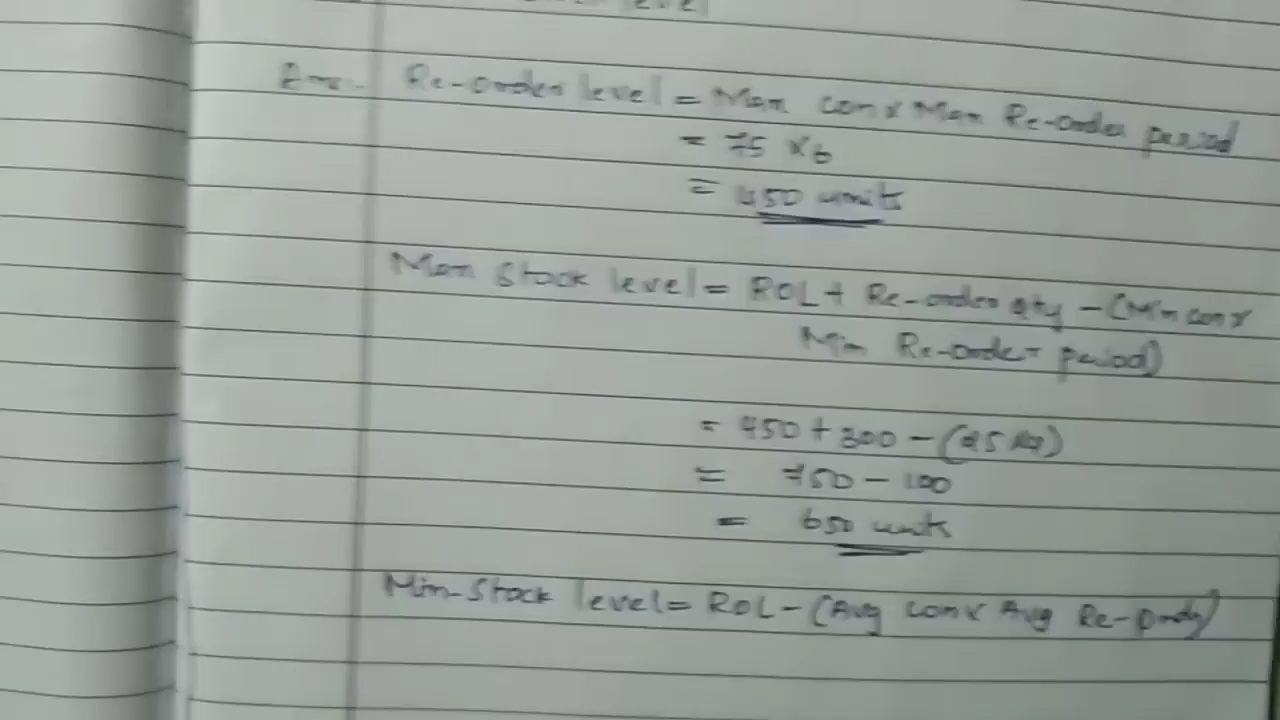 level
Ans:- Re-order level = Max con x Max Re-order period
= 75 x 6
= 450 units
Max Stock level = ROL + Re-order qty - (Min con x
Min Re-order period)
= 450 + 300 - (25 x 4)
= 750 - 100
= 650 units
Min-Stock level = ROL - (Avg con x Avg Re-